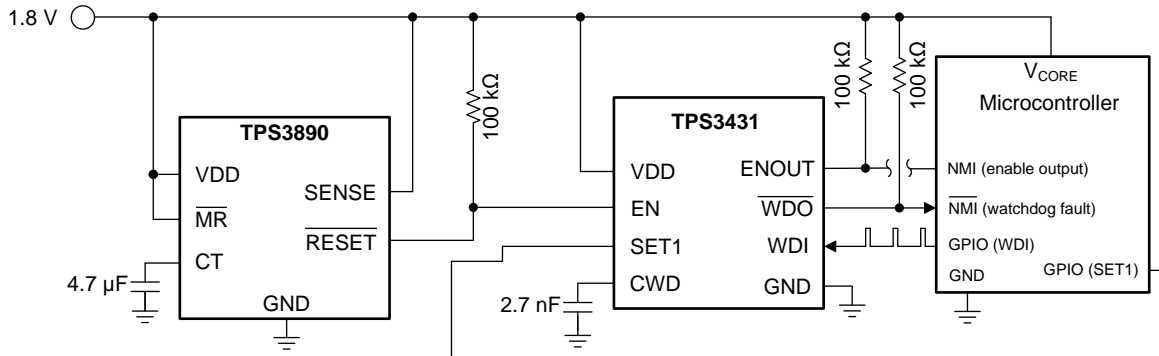 1.8 V
100 kΩ
100 kΩ
100 kΩ
TPS3890
VDD
MR
CT
SENSE
RESET
GND
4.7 µF
TPS3431
VDD
EN
SET1
CWD
ENOUT
WDO
WDI
GND
2.7 nF
VCORE
Microcontroller
NMI (enable output)
NMI (watchdog fault)
GPIO (WDI)
GND
GPIO (SET1)